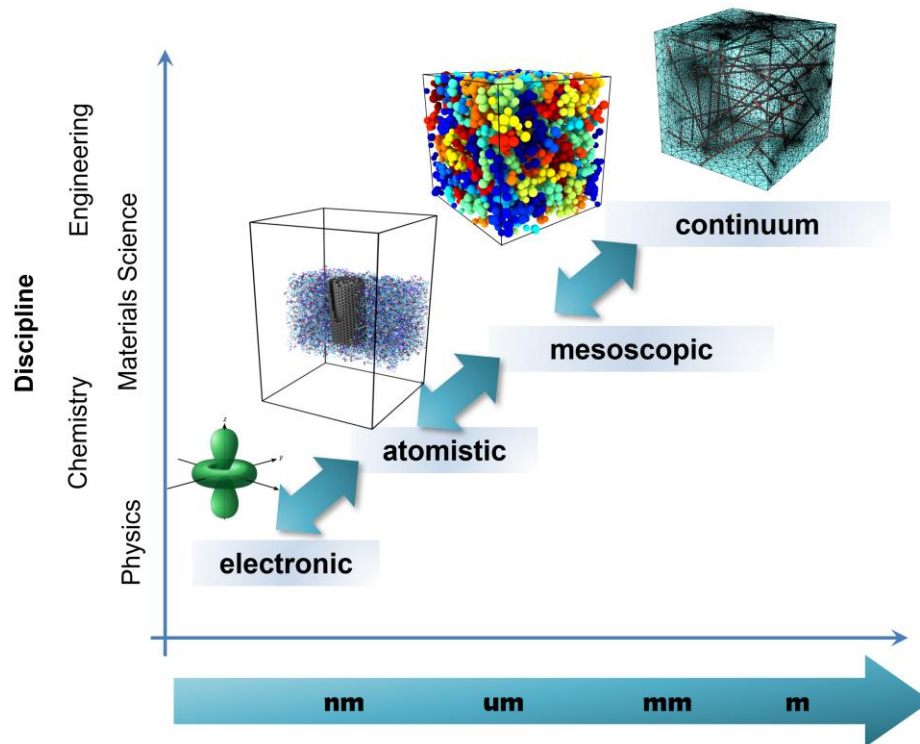 Discipline
Engineering
Materials Science
Chemistry
Physics
continuum
mesoscopic
atomistic
electronic
z
y
nm
um
mm
m